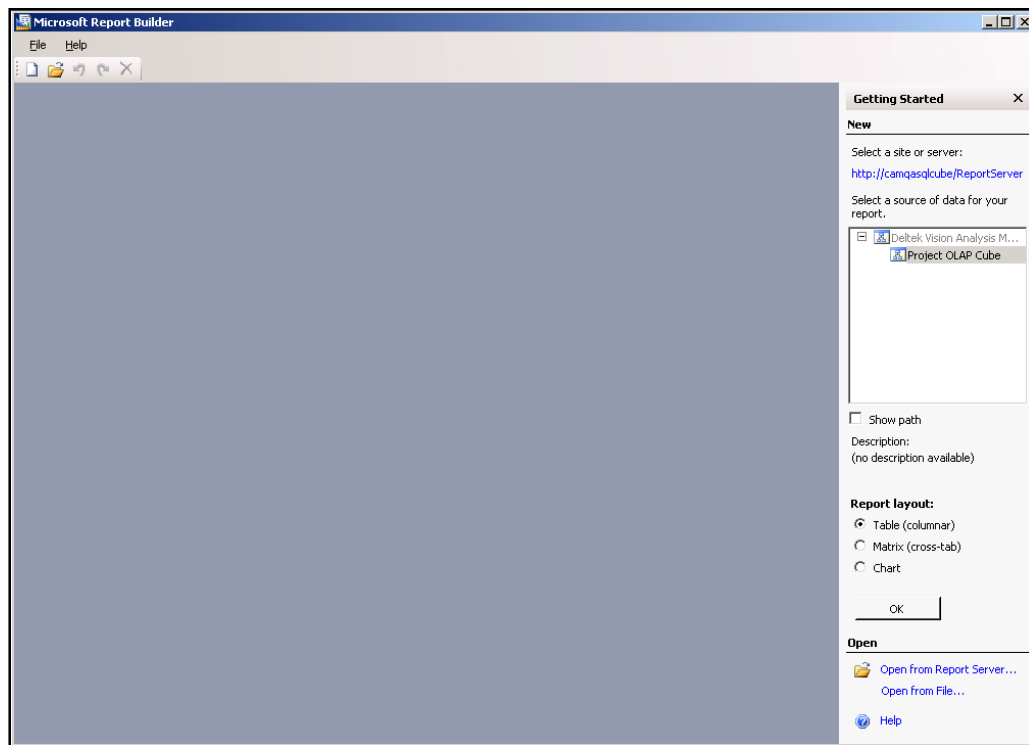 Microsoft Report Builder
File Help
Getting Started
New
Select a site or server:
http://camqasqlcube/ReportServer
Select a source of data for your
report.
Deltek Vision Analysis M...
Project OLAP Cube
Show path
Description:
(no description available)
Report layout:
Table (columnar)
Matrix (cross-tab)
Chart
OK
Open
Open from Report Server...
Open from File...
Help